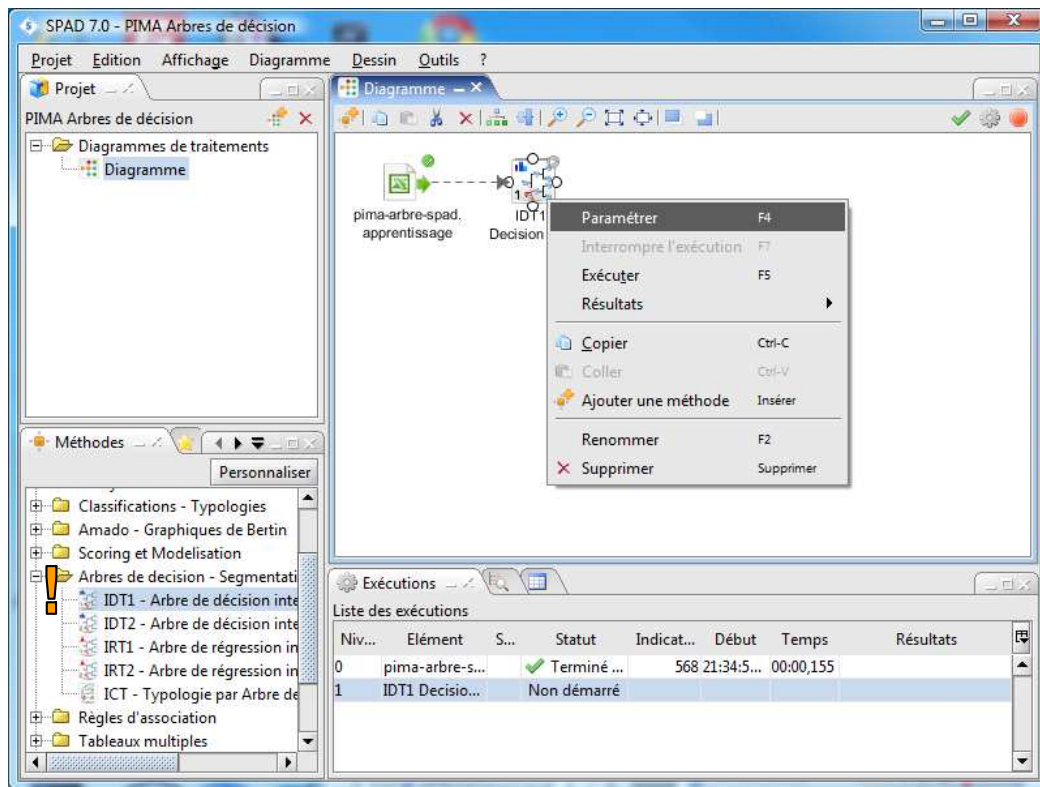 SPAD 7.0 - PIMA Arbres de décision
Projet Edition Affichage Diagramme Dessin Outils ?
Projet
PIMA Arbres de décision
Diagrammes de traitements
Diagramme
Diagramme
pima-arbre-spad.
apprentissage
IDT1
Decision
Paramétrer F4
Interrompre l'exécution F7
Exécuter F5
Résultats
Copier Ctrl-C
Coller Ctrl-V
Ajouter une méthode Insérer
Renommer F2
Supprimer Supprimer
Méthodes
Personnaliser
Classifications - Typologies
Amado - Graphiques de Bertin
Scoring et Modelisation
Arbres de decision - Segmentati
!
IDT1 - Arbre de décision inte
IDT2 - Arbre de décision inte
IRT1 - Arbre de régression in
IRT2 - Arbre de régression in
ICT - Typologie par Arbre de
Règles d'association
Tableaux multiples
Exécutions
Liste des exécutions
Niv... Elément S... Statut Indicat... Début Temps Résultats
0 pima-arbre-s... Terminé ... 568 21:34:5... 00:00,155
1 IDT1 Decisio... Non démarré